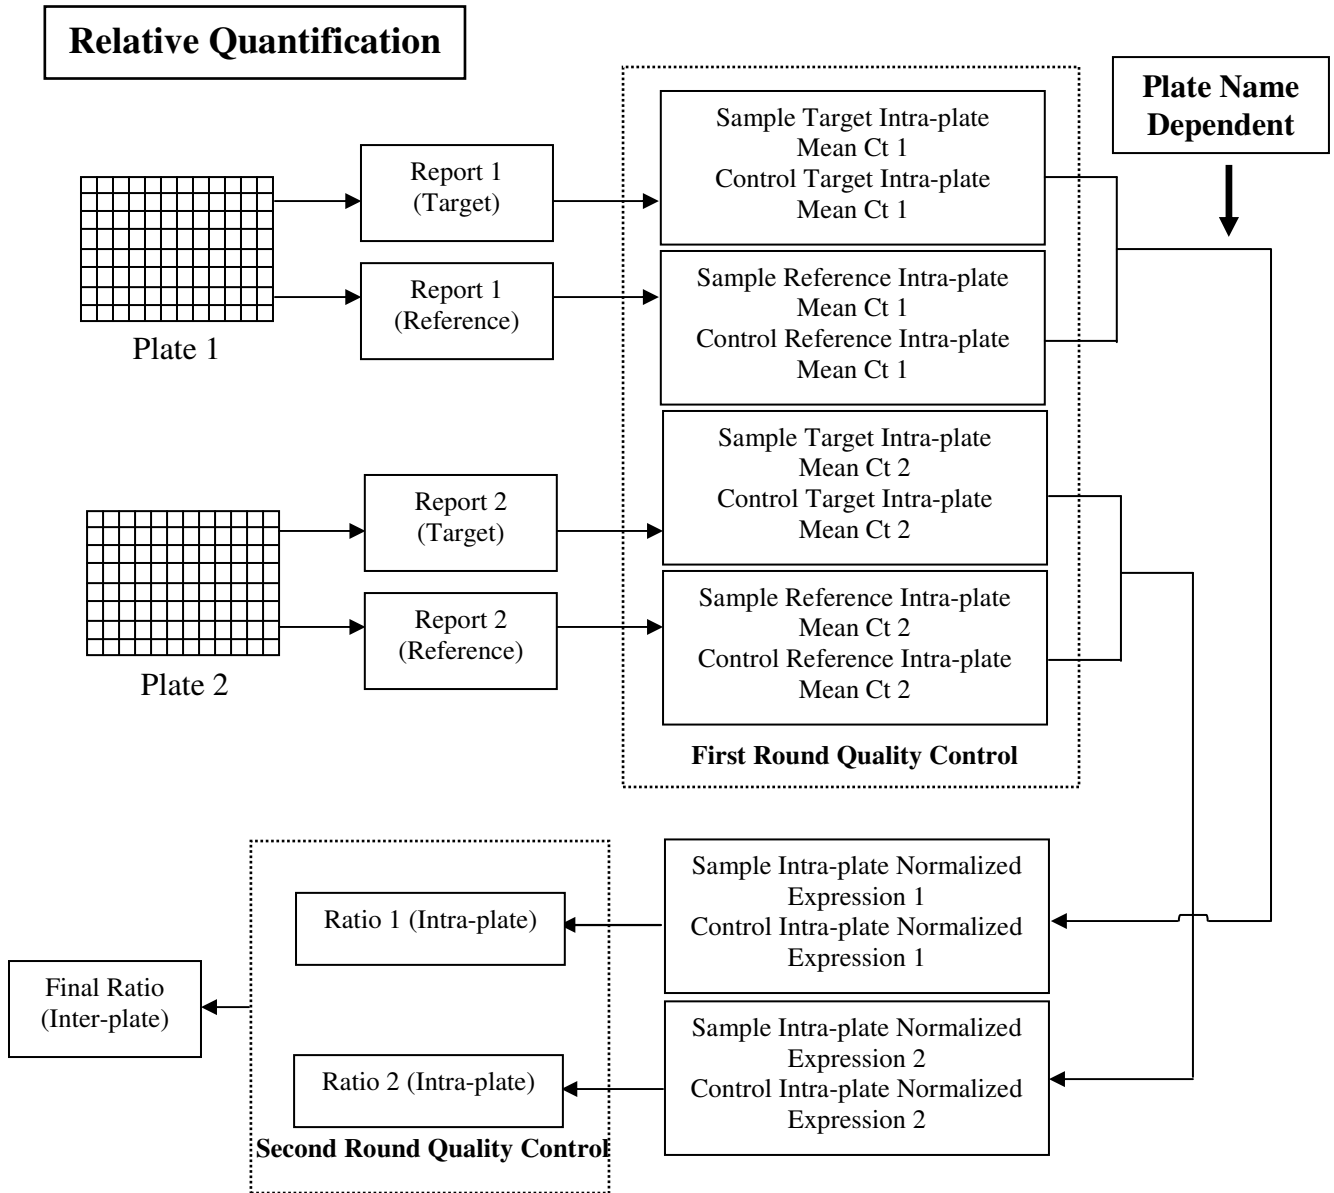 Relative Quantification
Plate Name
Dependent
Sample Target Intra-plate
Mean Ct 1
Control Target Intra-plate
Mean Ct 1
Report 1
(Target)
Sample Reference Intra-plate
Mean Ct 1
Control Reference Intra-plate
Mean Ct 1
Report 1
(Reference)
Plate 1
Sample Target Intra-plate
Mean Ct 2
Control Target Intra-plate
Mean Ct 2
Report 2
(Target)
Sample Reference Intra-plate
Mean Ct 2
Control Reference Intra-plate
Mean Ct 2
Report 2
(Reference)
Plate 2
First Round Quality Control
Sample Intra-plate Normalized
Expression 1
Control Intra-plate Normalized
Expression 1
Ratio 1 (Intra-plate)
Final Ratio
(Inter-plate)
Sample Intra-plate Normalized
Expression 2
Control Intra-plate Normalized
Expression 2
Ratio 2 (Intra-plate)
Second Round Quality Control